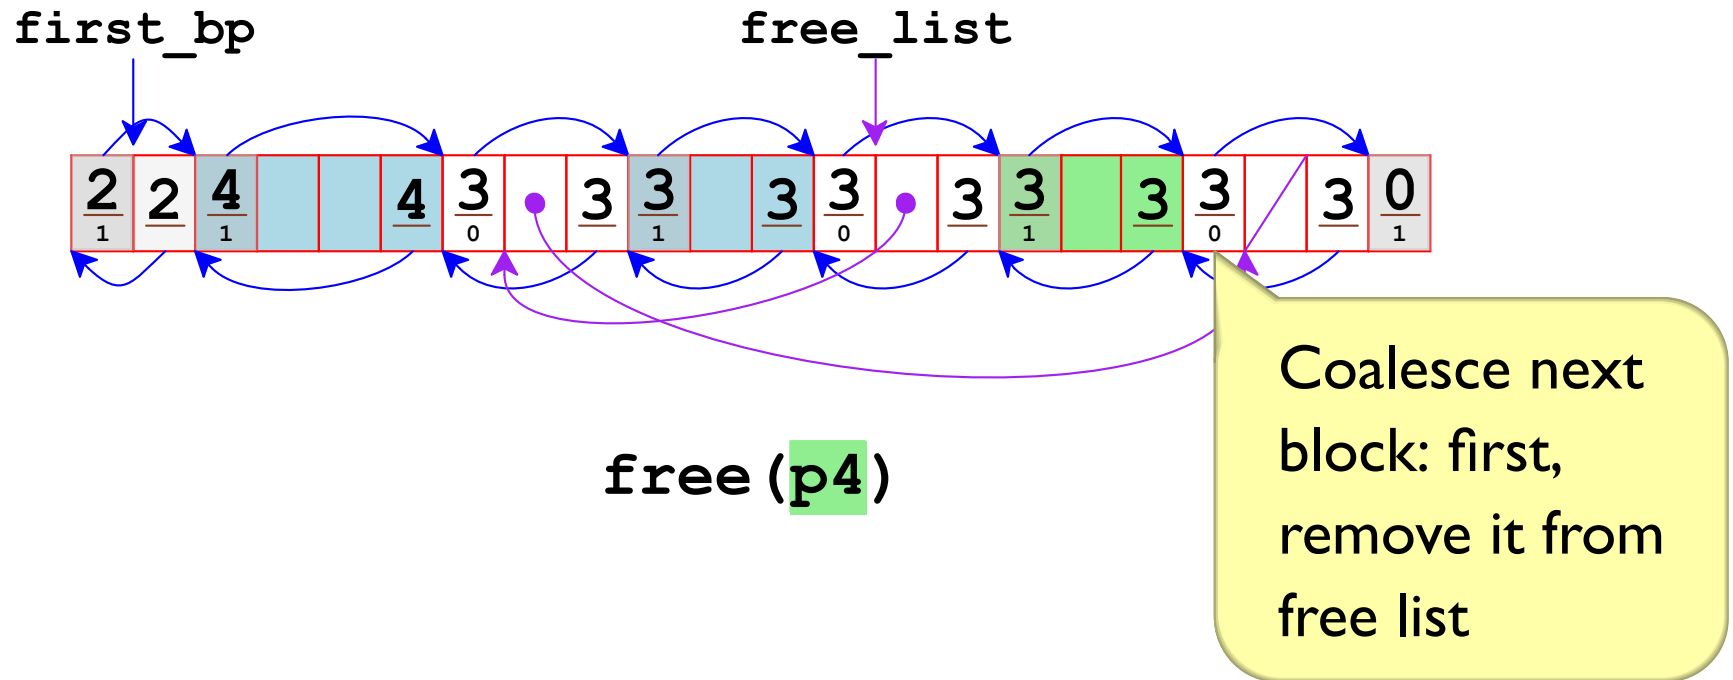 first_bp free_list
2 2 4 4 3 3 3 3 3 3 3 3 3 3 0
1 1 0 1 0 1 0 1
free(p4)
Coalesce next
block: first,
remove it from
free list